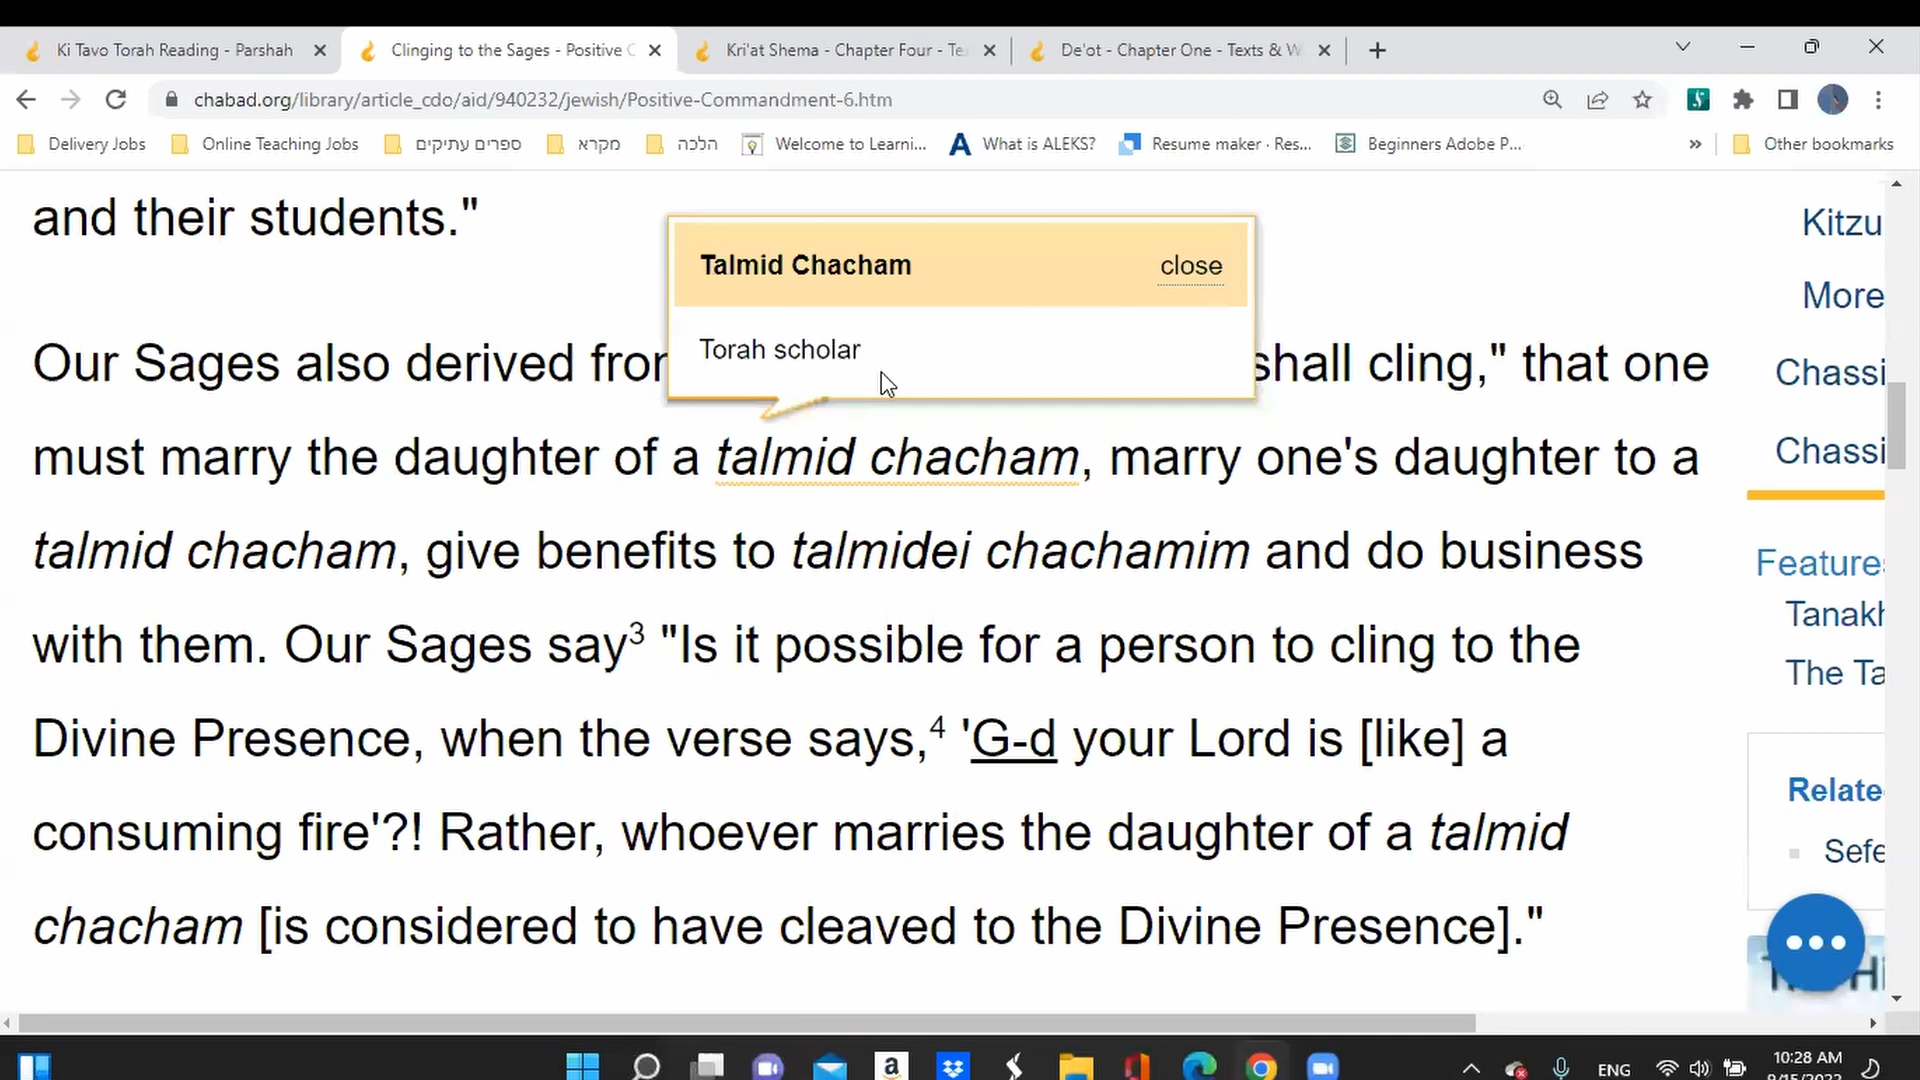 Ki Tavo Torah Reading - Parshah
Clinging to the Sages - Positive C
Kri'at Shema - Chapter Four - Te
De'ot - Chapter One - Texts & W
chabad.org/library/article_cdo/aid/940232/jewish/Positive-Commandment-6.htm
Delivery Jobs
Online Teaching Jobs
ספרים עתיקים
מקרא
הלכה
Welcome to Learni...
What is ALEKS?
Resume maker · Res...
Beginners Adobe P...
»
Other bookmarks
and their students."
Talmid Chacham
close
Torah scholar
Our Sages also derived from shall cling," that one
must marry the daughter of a talmid chacham, marry one's daughter to a
talmid chacham, give benefits to talmidei chachamim and do business
with them. Our Sages say3 "Is it possible for a person to cling to the
Divine Presence, when the verse says,4 'G-d your Lord is [like] a
consuming fire'?! Rather, whoever marries the daughter of a talmid
chacham [is considered to have cleaved to the Divine Presence]."
Kitzu
More
Chassi
Chassi
Features
Tanakh
The Ta
Relate
Sefe
ENG
10:28 AM
9/15/2022